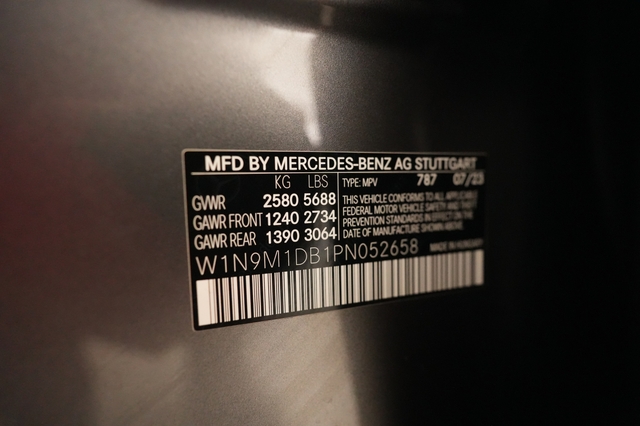 MFD BY MERCEDES-BENZ AG STUTTGART
KG LBS
GVWR 2580 5688
GAWR FRONT 1240 2734
GAWR REAR 1390 3064
TYPE: MPV 787 07/23
THIS VEHICLE CONFORMS TO ALL APPLICABLE
FEDERAL MOTOR VEHICLE SAFETY AND THEFT
PREVENTION STANDARDS IN EFFECT ON THE
DATE OF MANUFACTURE SHOWN ABOVE
W1N9M1DB1PN052658 MADE IN HUNGARY